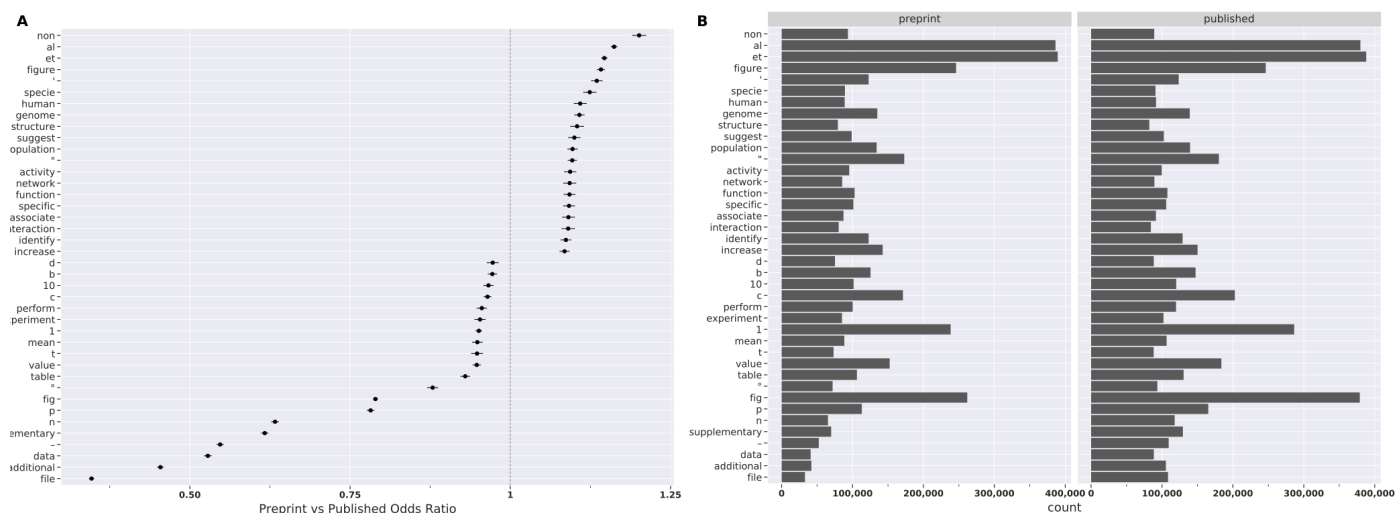 A
non
al
et
figure
'
specie
human
genome
structure
suggest
opulation
"
activity
network
function
specific
associate
nteraction
identify
increase
d
b
10
c
perform
xperiment
1
mean
t
value
table
°
fig
p
n
ementary
–
data
additional
file
0.50 0.75 1 1.25
Preprint vs Published Odds Ratio
B
preprint published
non
al
et
figure
'
specie
human
genome
structure
suggest
population
"
activity
network
function
specific
associate
interaction
identify
increase
d
b
10
c
perform
experiment
1
mean
t
value
table
°
fig
p
n
supplementary
–
data
additional
file
0 100,000 200,000 300,000 400,000 0 100,000 200,000 300,000 400,000
count